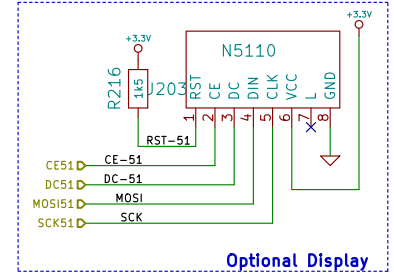 +3.3V
+3.3V
N5110
R216
1k5
J203
RST
CE
DC
DIN
CLK
VCC
L
GND
1
2
3
4
5
6
7
8
RST-51
CE51
CE-51
DC51
DC-51
MOSI51
MOSI
SCK51
SCK
Optional Display